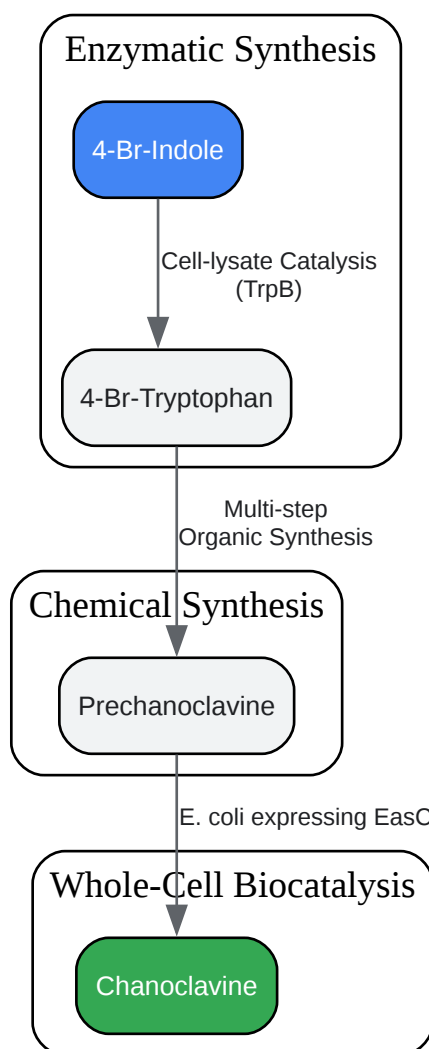 Enzymatic Synthesis
4-Br-Indole
Cell-lysate Catalysis
(TrpB)
4-Br-Tryptophan
Multi-step
Organic Synthesis
Chemical Synthesis
Prechanoclavine
E. coli expressing EasC
Whole-Cell Biocatalysis
Chanoclavine